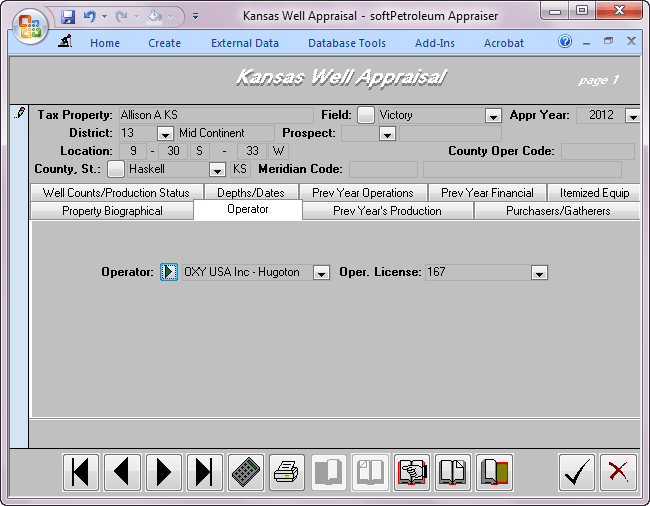 Kansas Well Appraisal - softPetroleum Appraiser
Home Create External Data Database Tools Add-Ins Acrobat
Kansas Well Appraisal page 1
Tax Property: Allison A KS Field: Victory Appr Year: 2012
District: 13 Mid Continent Prospect:
Location: 9 - 30 S - 33 W County Oper Code:
County, St.: Haskell KS Meridian Code:
Well Counts/Production Status Depths/Dates Prev Year Operations Prev Year Financial Itemized Equip
Property Biographical Operator Prev Year's Production Purchasers/Gatherers
Operator: OXY USA Inc - Hugoton Oper. License: 167